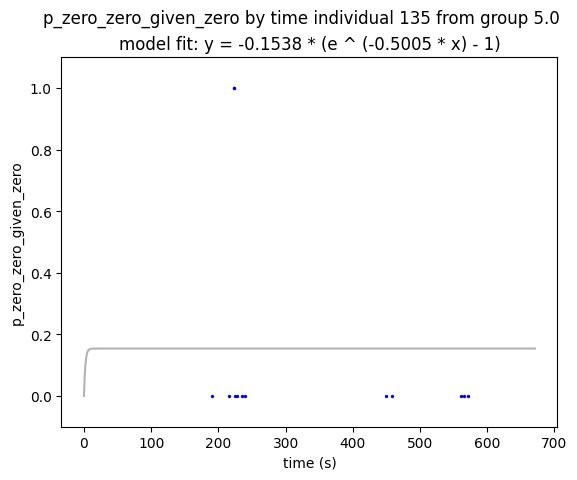 p_zero_zero_given_zero by time individual 135 from group 5.0
model fit: y = -0.1538 * (e ^ (-0.5005 * x) - 1)
1.0
0.8
0.6
0.4
0.2
0.0
p_zero_zero_given_zero
0 100 200 300 400 500 600 700
time (s)